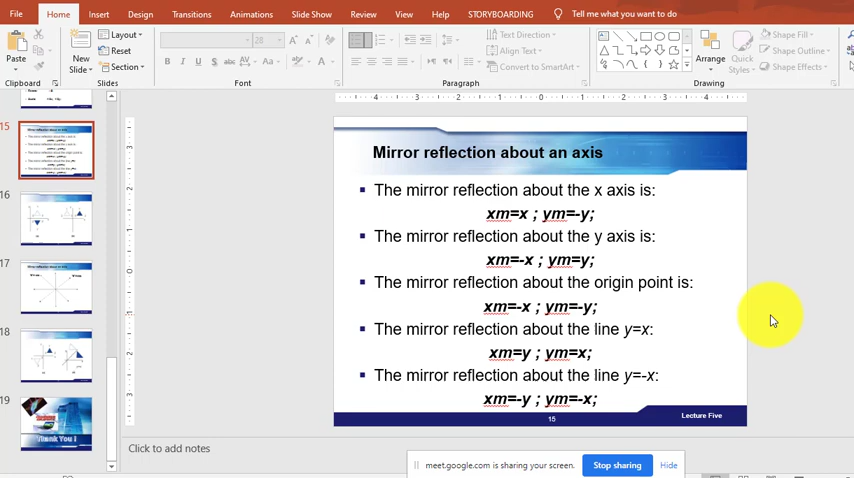 File Home Insert Design Transitions Animations Slide Show Review View Help STORYBOARDING Tell me what you want to do
Paste
New Slide
Layout
Reset
Section
28
Text Direction
Align Text
Convert to SmartArt
Arrange
Quick Styles
Shape Fill
Shape Outline
Shape Effects
Clipboard Slides Font Paragraph Drawing
15
16
17
18
19
Thank You !
Mirror reflection about an axis
The mirror reflection about the x axis is:
xm=x ; ym=-y;
The mirror reflection about the y axis is:
xm=-x ; ym=y;
The mirror reflection about the origin point is:
xm=-x ; ym=-y;
The mirror reflection about the line y=x:
xm=y ; ym=x;
The mirror reflection about the line y=-x:
xm=-y ; ym=-x;
15 Lecture Five
Click to add notes
meet.google.com is sharing your screen. Stop sharing Hide